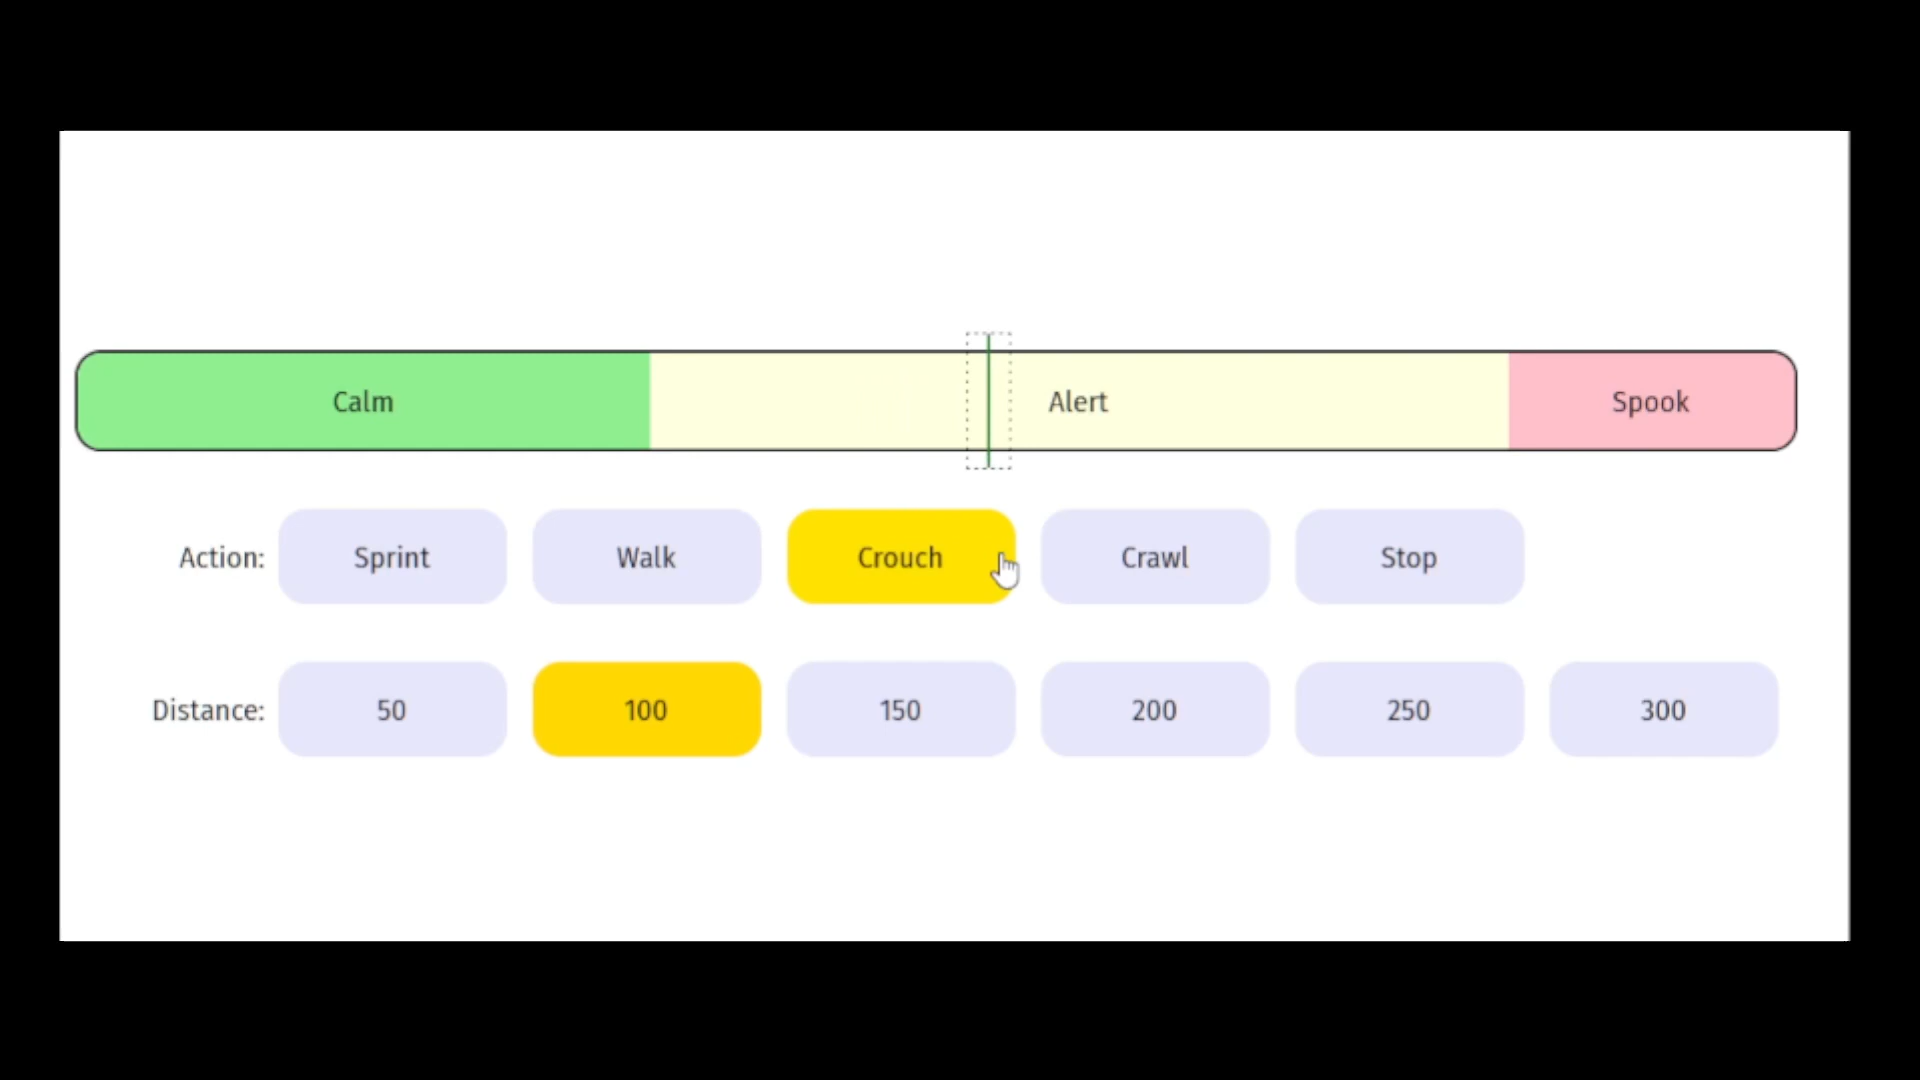 Calm Alert Spook
Action: Sprint Walk Crouch Crawl Stop
Distance: 50 100 150 200 250 300